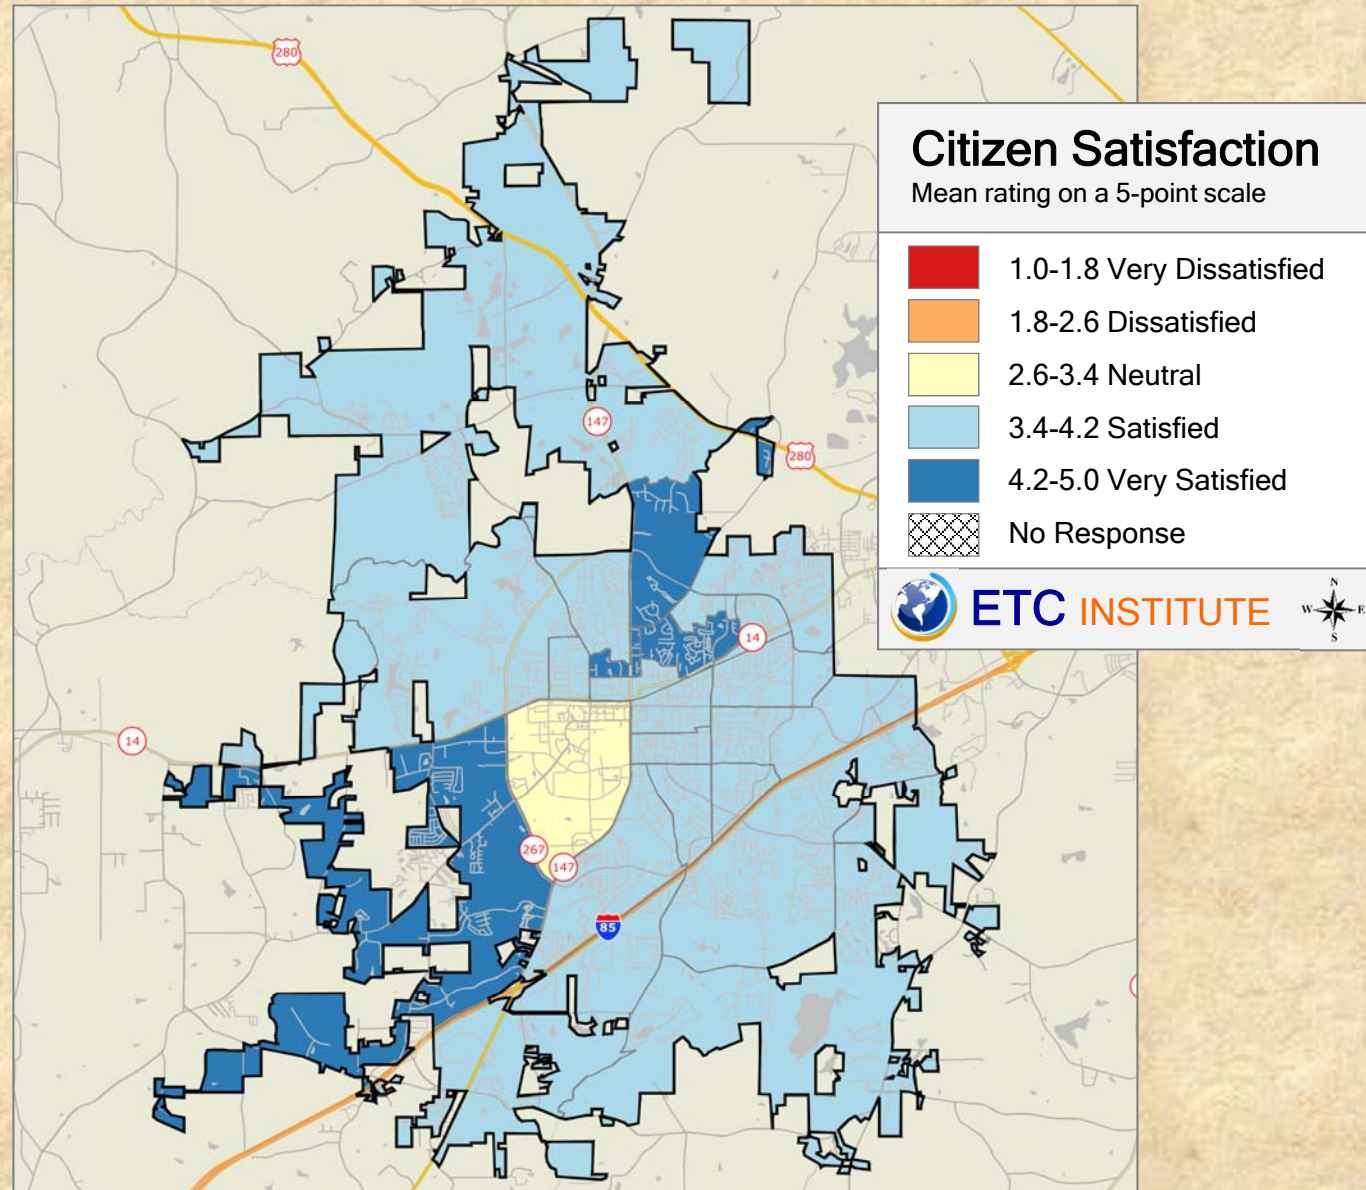 280
Citizen Satisfaction
Mean rating on a 5-point scale
1.0-1.8 Very Dissatisfied
1.8-2.6 Dissatisfied
2.6-3.4 Neutral
3.4-4.2 Satisfied
4.2-5.0 Very Satisfied
No Response
ETC INSTITUTE
N
W E
S
147
280
14
14
267
147
85